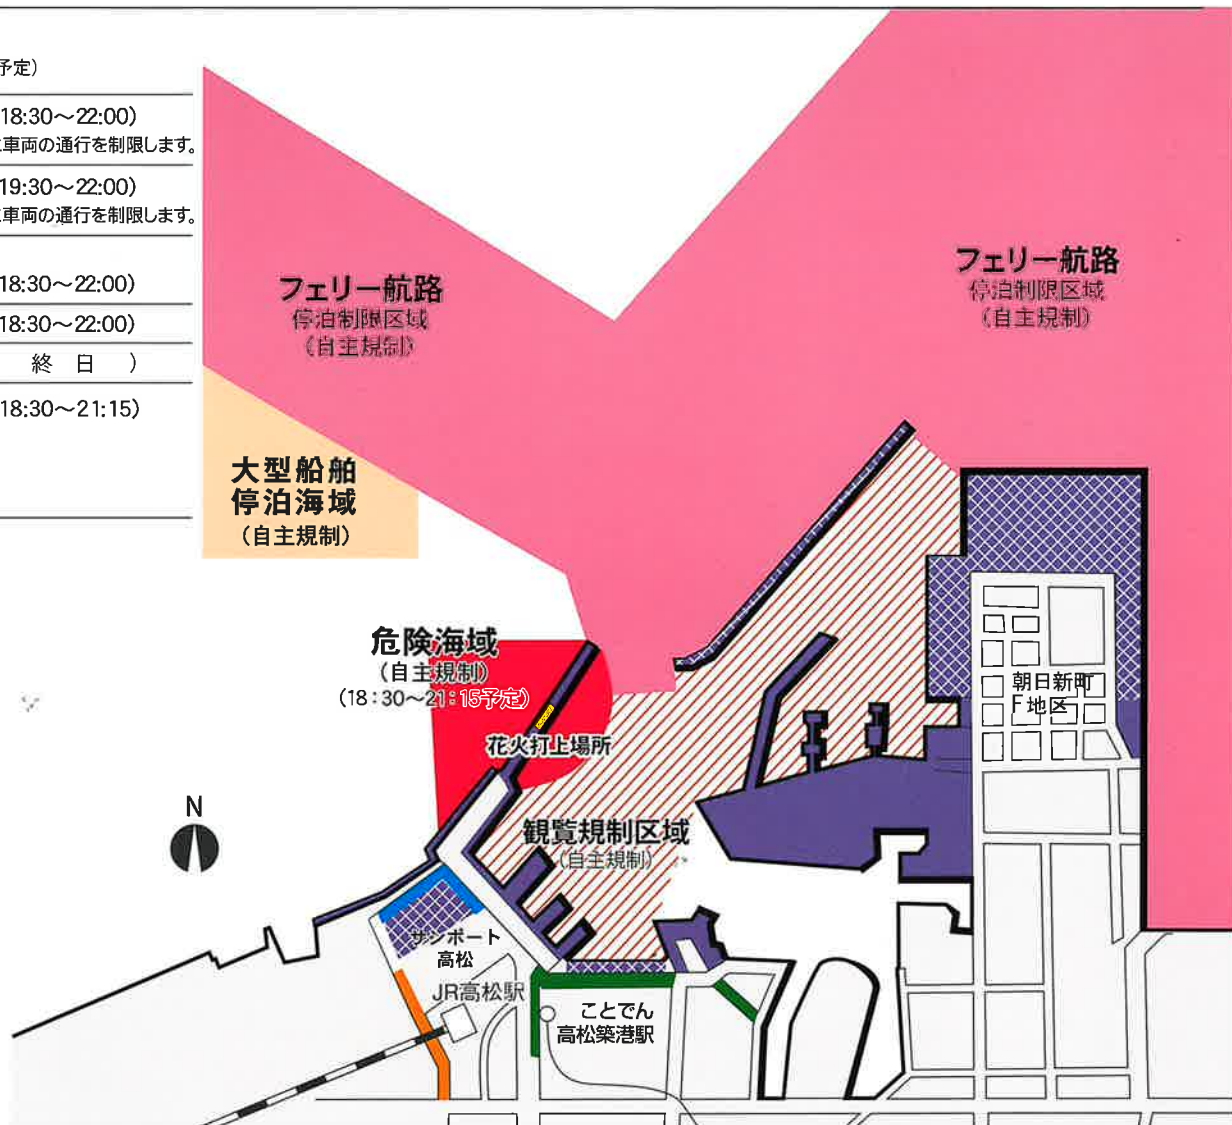 予定）
18:30～22:00）
車両の通行を制限します。
19:30～22:00）
車両の通行を制限します。
18:30～22:00）
18:30～22:00）
終 日 ）
18:30～21:15）
フェリー航路
停泊制限区域
（自主規制）
フェリー航路
停泊制限区域
（自主規制）
大型船舶
停泊海域
（自主規制）
危険海域
（自主規制）
（18：30～21：15予定）
花火打上場所
朝日新町
F地区
N
観覧規制区域
（自主規制）
サンポート
高松
JR高松駅
ことでん
高松築港駅